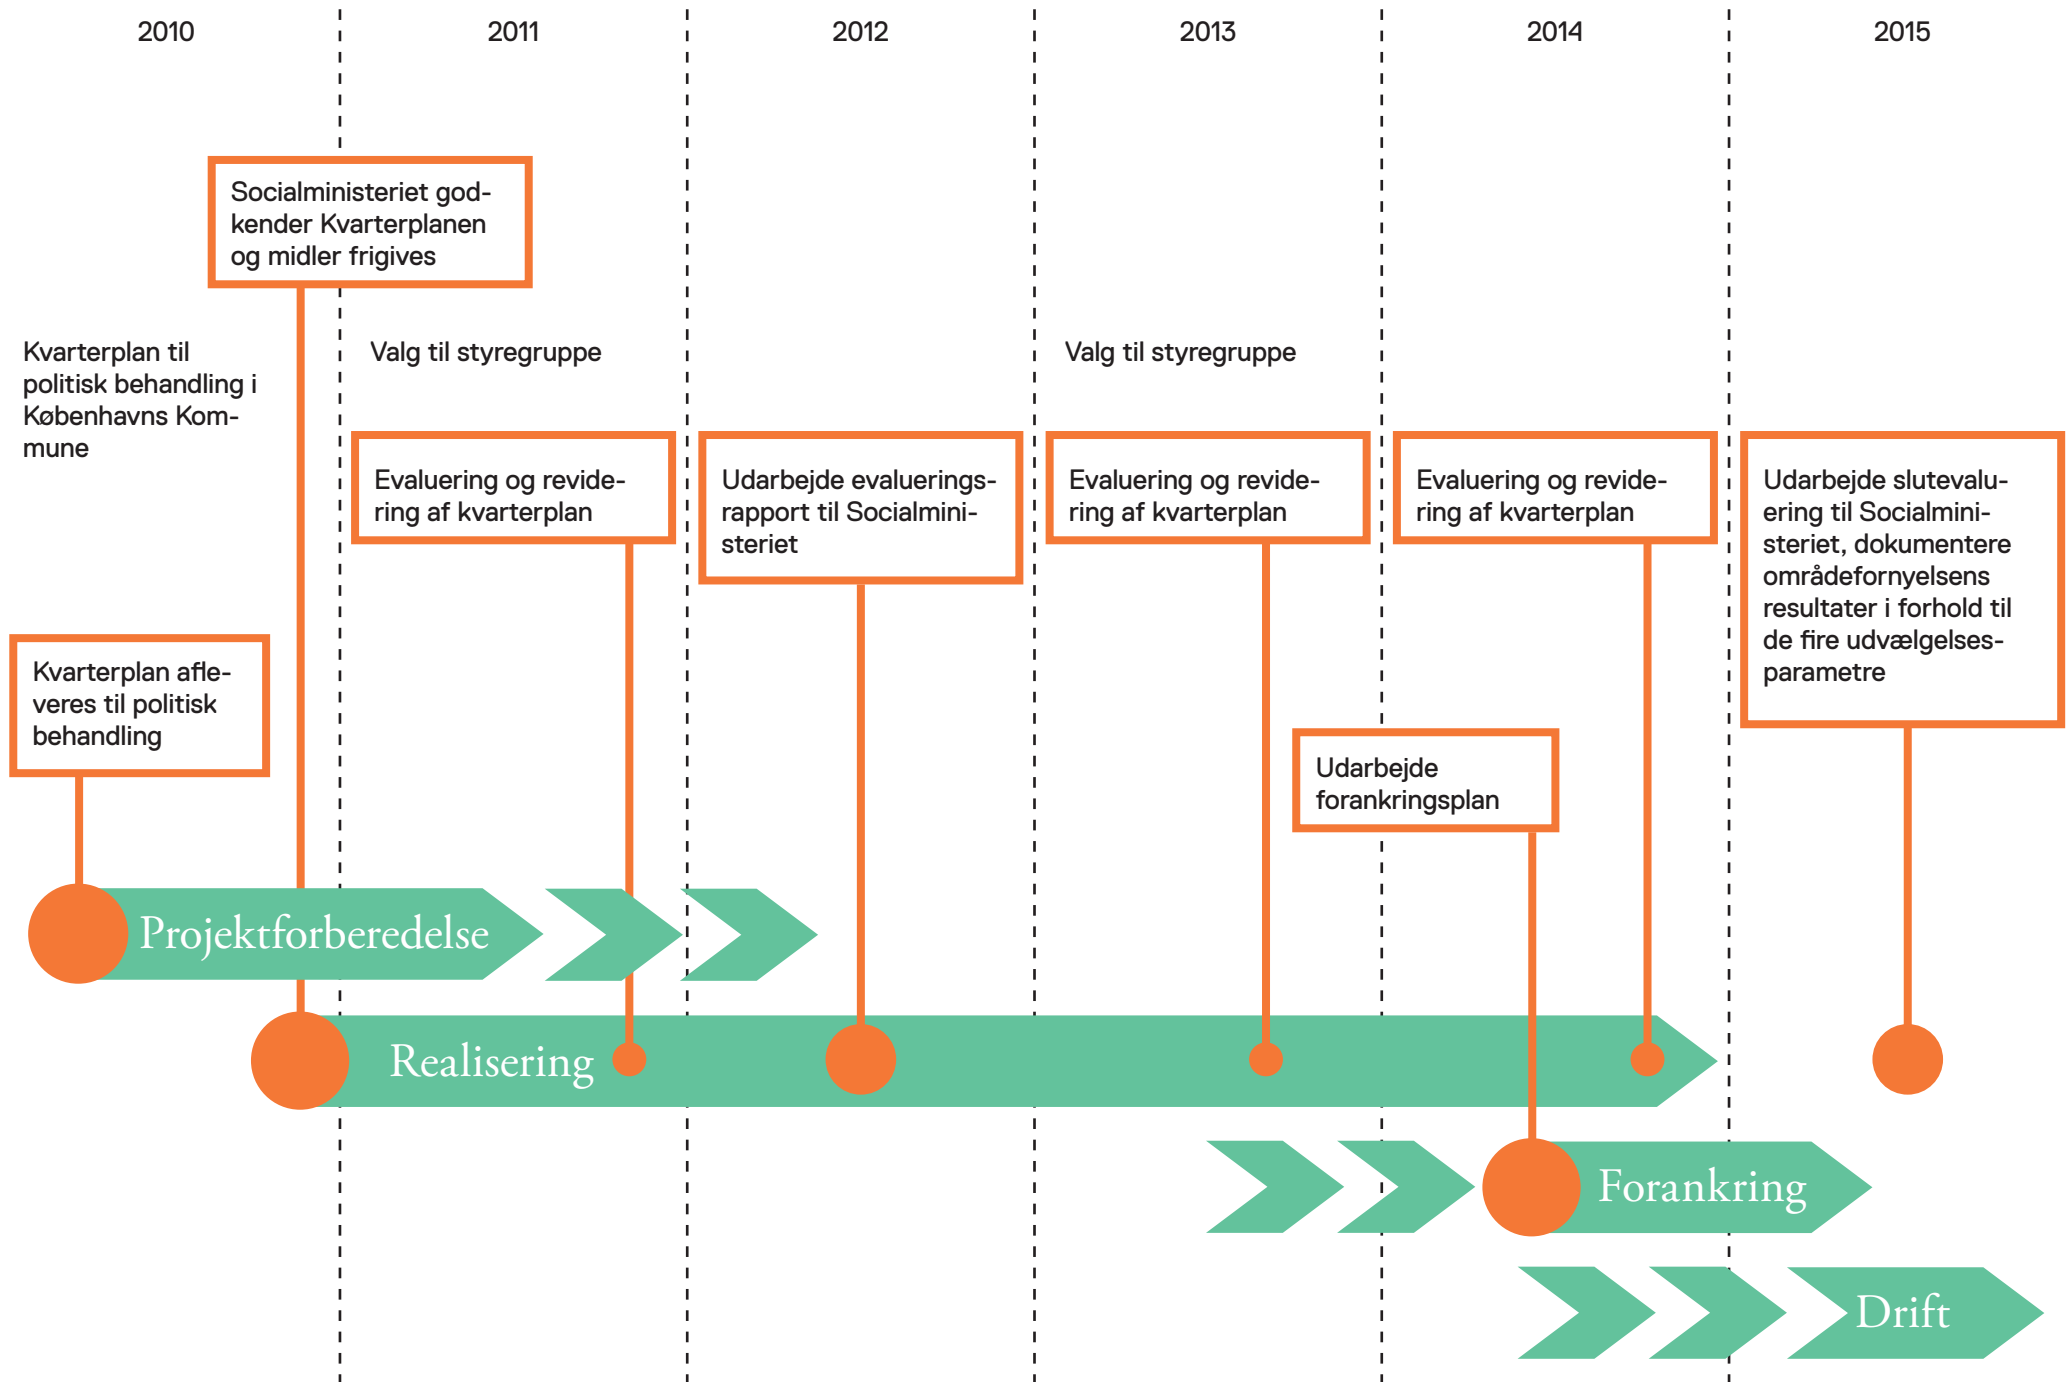 2010
2011
2012
2013
2014
2015
Socialministeriet god-
kender Kvarterplanen
og midler frigives
Kvarterplan til
politisk behandling i
Københavns Kom-
mune
Valg til styregruppe
Valg til styregruppe
Evaluering og revide-
ring af kvarterplan
Udarbejde evaluerings-
rapport til Socialmini-
steriet
Evaluering og revide-
ring af kvarterplan
Evaluering og revide-
ring af kvarterplan
Udarbejde slutevalu-
ering til Socialmini-
steriet, dokumentere
områdefornyelsens
resultater i forhold til
de fire udvælgelses-
parametre
Kvarterplan afle-
veres til politisk
behandling
Udarbejde
forankringsplan
Projektforberedelse
Realisering
Forankring
Drift